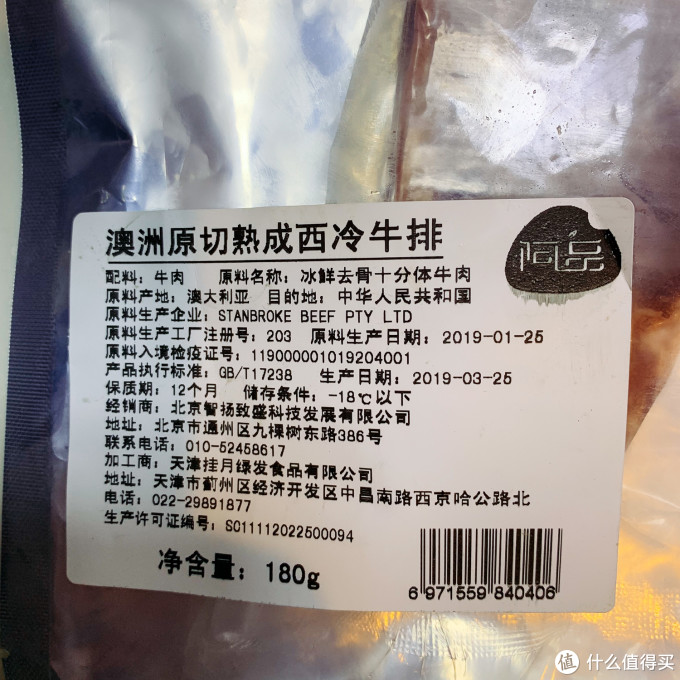 澳洲原切熟成西冷牛排
阿品
配料：牛肉 原料名称：冰鲜去骨十分体牛肉
原料产地：澳大利亚 目的地：中华人民共和国
原料生产企业：STANBROKE BEEF PTY LTD
原料生产工厂注册号：203 原料生产日期：2019-01-25
原料入境检疫证号：119000001019204001
产品执行标准：GB/T17238 生产日期：2019-03-25
保质期：12个月 储存条件：-18℃以下
经销商：北京智扬致盛科技发展有限公司
地址：北京市通州区九棵树东路386号
联系电话：010-52458617
加工商：天津挂月绿发食品有限公司
地址：天津市蓟州区经济开发区中昌南路西京哈公路北
电话：022-29891877
生产许可证编号：SC01112022500094
净含量：180g
6 971559 840406
值 什么值得买